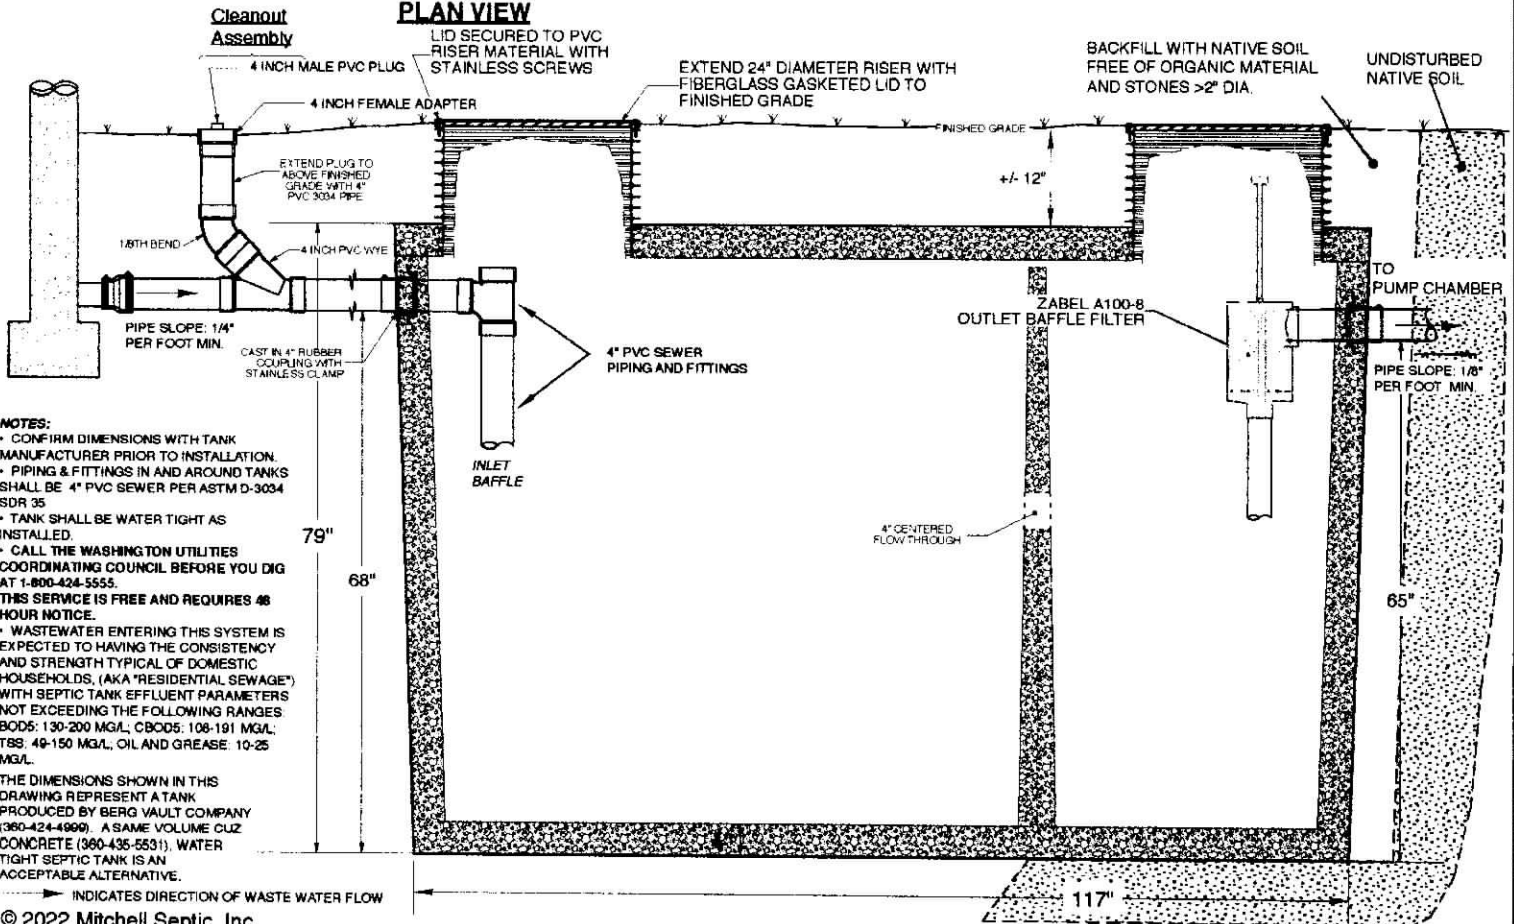 PLAN VIEW
Cleanout
Assembly
4 INCH MALE PVC PLUG
4 INCH FEMALE ADAPTER
LID SECURED TO PVC
RISER MATERIAL WITH
STAINLESS SCREWS
EXTEND 24" DIAMETER RISER WITH
FIBERGLASS GASKETED LID TO
FINISHED GRADE
BACKFILL WITH NATIVE SOIL
FREE OF ORGANIC MATERIAL
AND STONES >2" DIA.
UNDISTURBED
NATIVE SOIL
FINISHED GRADE
+/- 12"
EXTEND PLUG TO
ABOVE FINISHED
GRADE WITH 4"
PVC 3034 PIPE
1/8TH BEND
4 INCH PVC WYE
PIPE SLOPE: 1/4"
PER FOOT MIN.
CAST IN 4" RUBBER
COUPLING WITH
STAINLESS CLAMP
4" PVC SEWER
PIPING AND FITTINGS
INLET
BAFFLE
ZABEL A100-8
OUTLET BAFFLE FILTER
TO
PUMP CHAMBER
PIPE SLOPE: 1/8"
PER FOOT MIN.
4" CENTERED
FLOW THROUGH
79"
68"
65"
117"
NOTES:
• CONFIRM DIMENSIONS WITH TANK
MANUFACTURER PRIOR TO INSTALLATION.
• PIPING & FITTINGS IN AND AROUND TANKS
SHALL BE 4" PVC SEWER PER ASTM D-3034
SDR 35
• TANK SHALL BE WATER TIGHT AS
INSTALLED.
• CALL THE WASHINGTON UTILITIES
COORDINATING COUNCIL BEFORE YOU DIG
AT 1-800-424-5555.
THIS SERVICE IS FREE AND REQUIRES 48
HOUR NOTICE.
• WASTEWATER ENTERING THIS SYSTEM IS
EXPECTED TO HAVING THE CONSISTENCY
AND STRENGTH TYPICAL OF DOMESTIC
HOUSEHOLDS, (AKA "RESIDENTIAL SEWAGE")
WITH SEPTIC TANK EFFLUENT PARAMETERS
NOT EXCEEDING THE FOLLOWING RANGES:
BOD5: 130-200 MG/L; CBOD5: 108-191 MG/L;
TSS: 49-150 MG/L; OIL AND GREASE: 10-25
MG/L.
THE DIMENSIONS SHOWN IN THIS
DRAWING REPRESENT A TANK
PRODUCED BY BERG VAULT COMPANY
(360-424-4999). A SAME VOLUME CUZ
CONCRETE (360-435-5531), WATER
TIGHT SEPTIC TANK IS AN
ACCEPTABLE ALTERNATIVE.
INDICATES DIRECTION OF WASTE WATER FLOW
© 2022 Mitchell Septic, Inc.